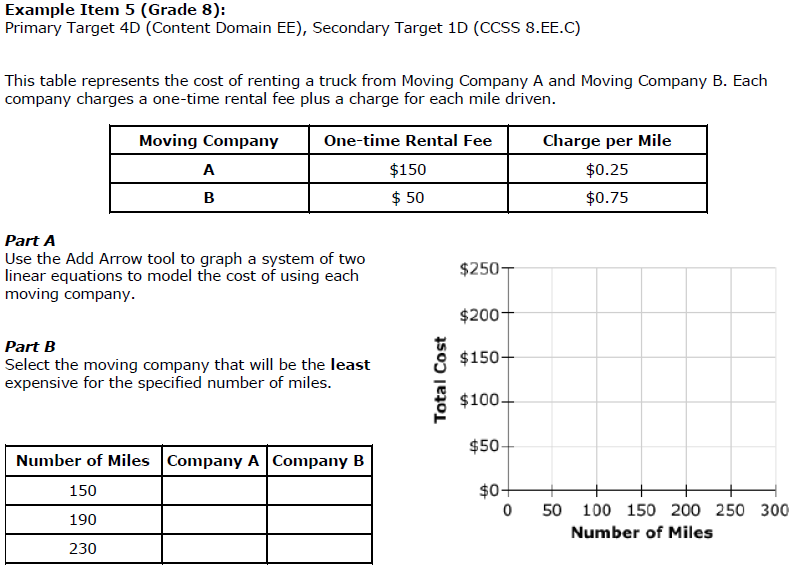 Example Item 5 (Grade 8):
Primary Target 4D (Content Domain EE), Secondary Target 1D (CCSS 8.EE.C)
This table represents the cost of renting a truck from Moving Company A and Moving Company B. Each
company charges a one-time rental fee plus a charge for each mile driven.
Moving Company One-time Rental Fee Charge per Mile
A $150 $0.25
B $ 50 $0.75
Part A
Use the Add Arrow tool to graph a system of two
linear equations to model the cost of using each
moving company.
Part B
Select the moving company that will be the least
expensive for the specified number of miles.
Number of Miles Company A Company B
150
190
230
Total Cost
$250
$200
$150
$100
$50
$0
0 50 100 150 200 250 300
Number of Miles